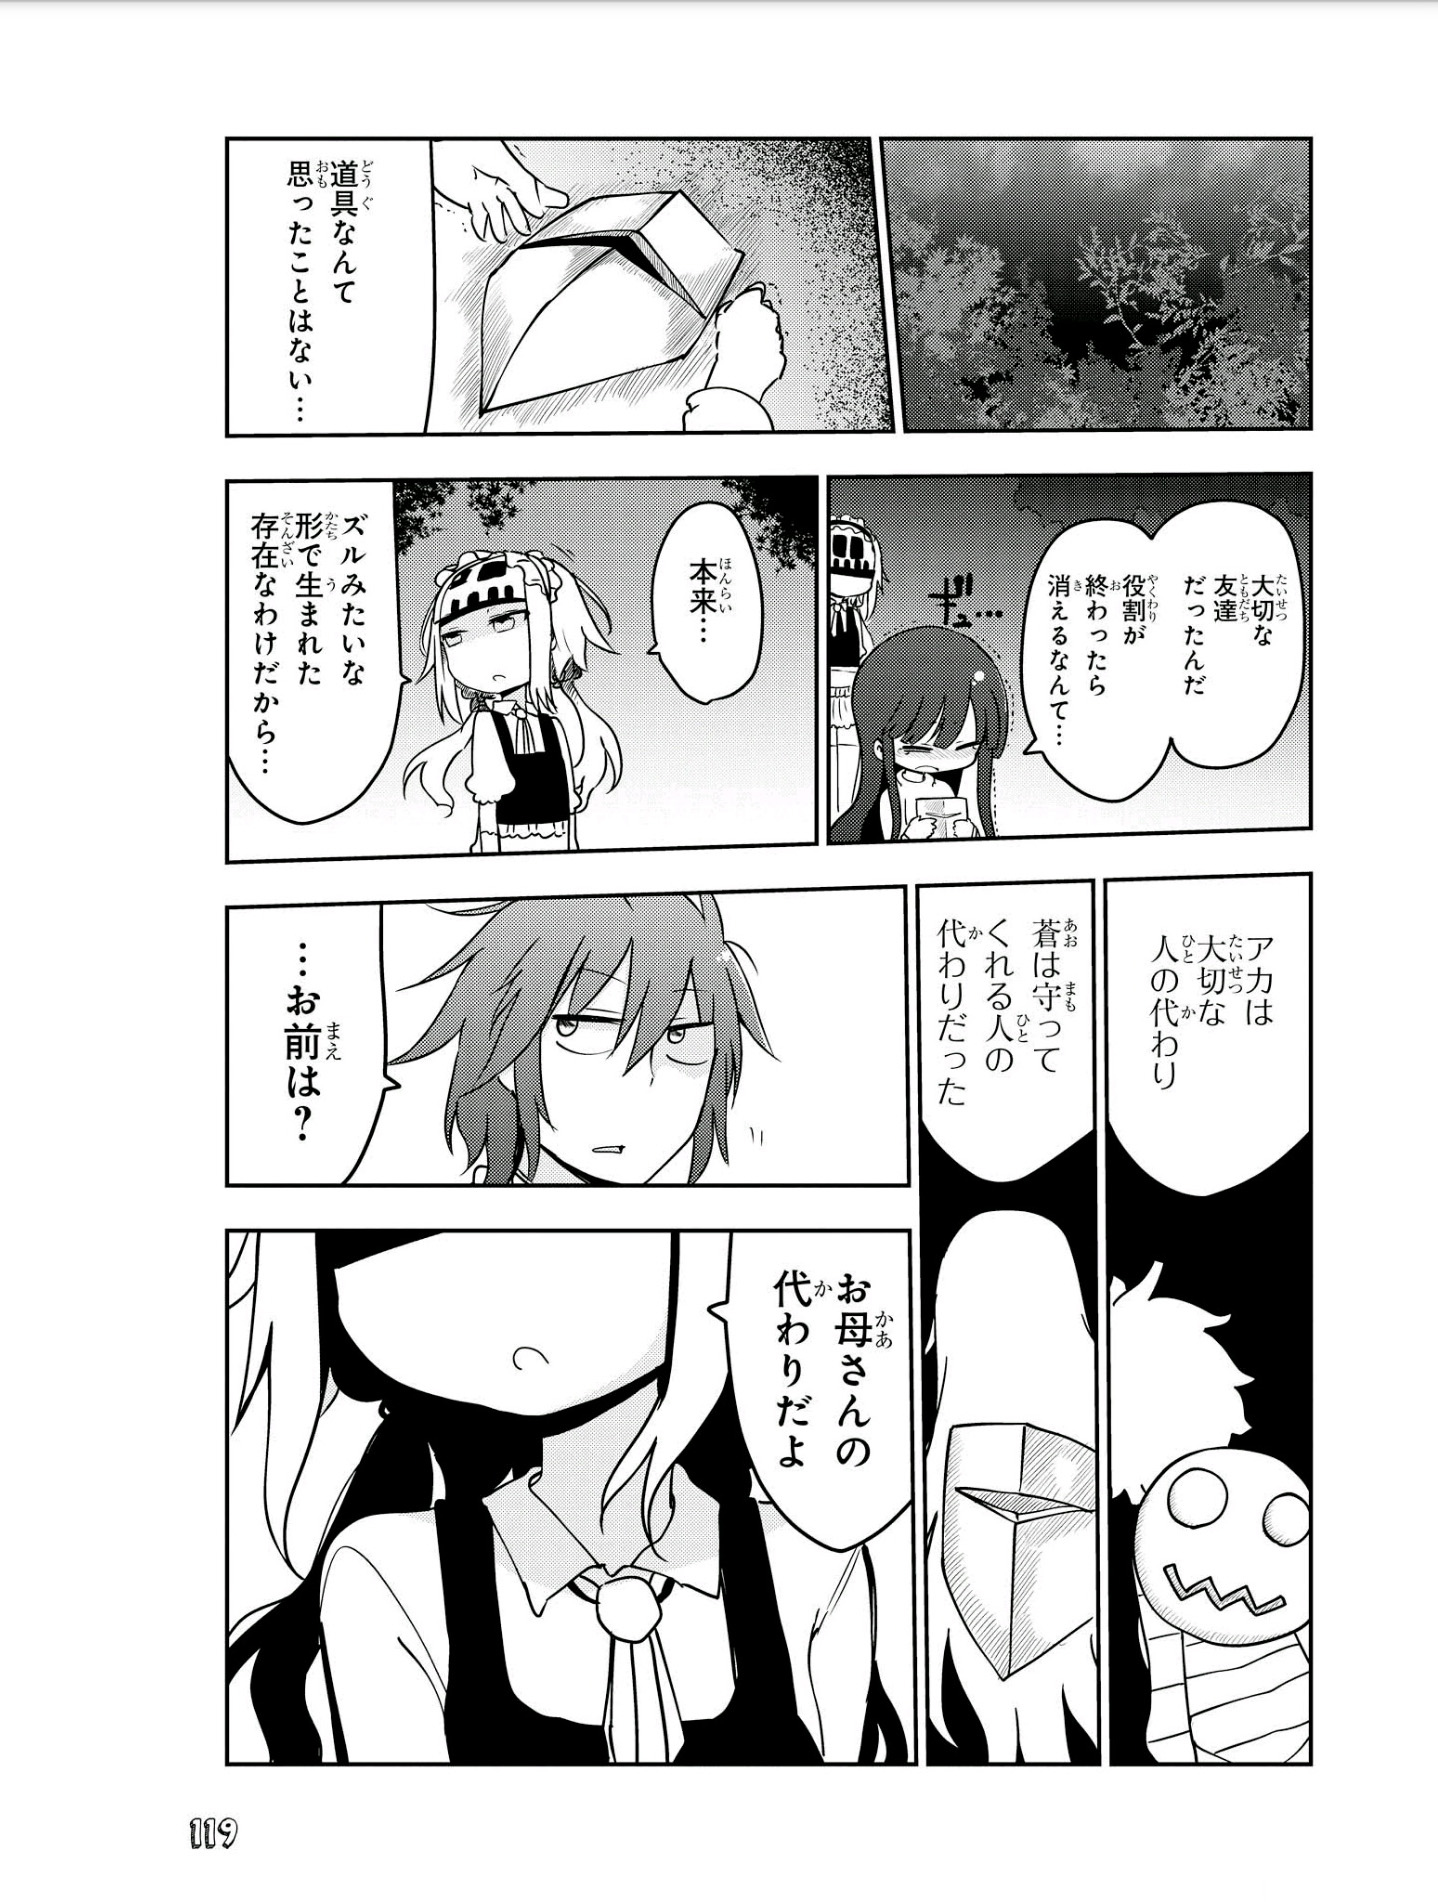 道具なんて
思ったことはない…
大切な
友達
だったんだ
役割が
終わったら
消えるなんて…
ギュ…
本来…
ズルみたいな
形で生まれた
存在なわけだから…
アカは
大切な
人の代わり
蒼は守って
くれる人の
代わりだった
…お前は?
お母さんの
代わりだよ
119